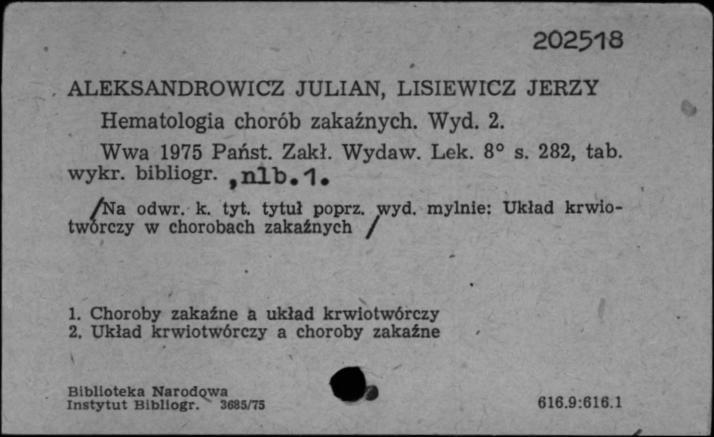 202518
ALEKSANDROWICZ JULIAN, LISIEWICZ JERZY
Hematologia chorób zakaźnych. Wyd. 2.
Wwa 1975 Państ. Zakł. Wydaw. Lek. 8° s. 282, tab.
wykr. bibliogr. ,nlb.1.
/Na odwr. k. tyt. tytuł poprz. wyd. mylnie: Układ krwio-
twórczy w chorobach zakaźnych /
1. Choroby zakaźne a układ krwiotwórczy
2. Układ krwiotwórczy a choroby zakaźne
Biblioteka Narodowa
Instytut Bibliogr. 3685/75
616.9:616.1